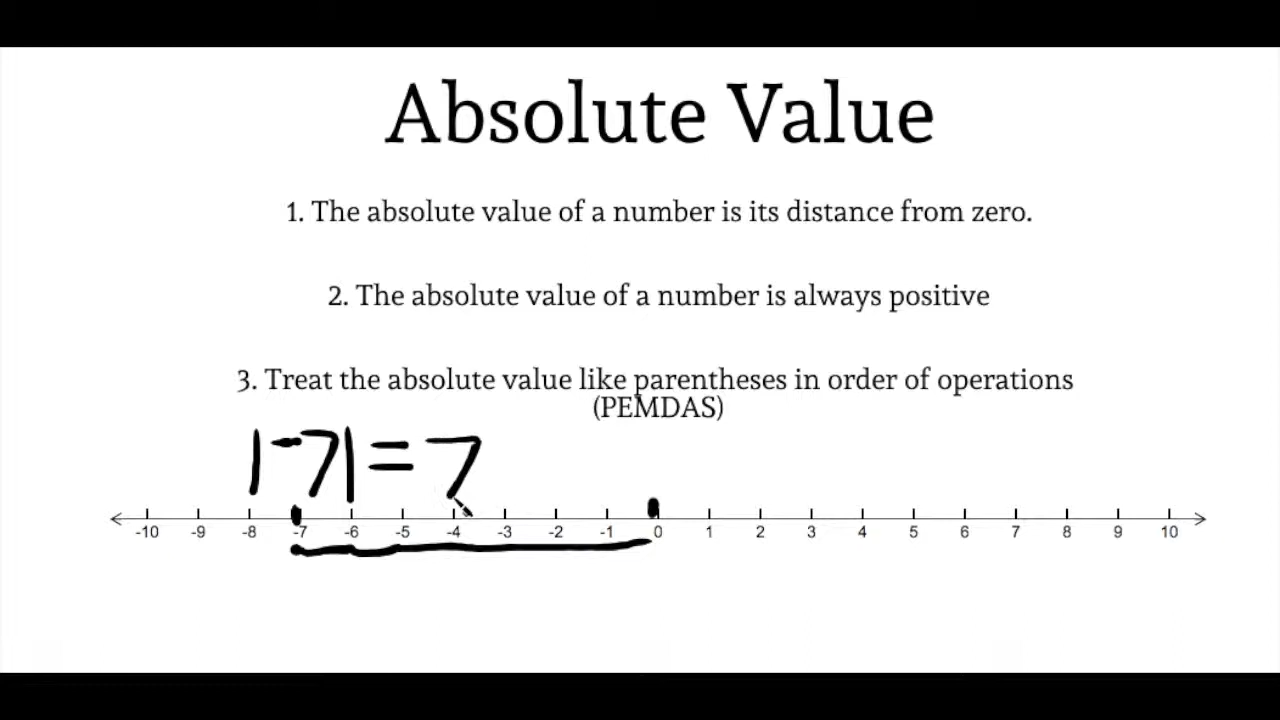 Absolute Value
1. The absolute value of a number is its distance from zero.
2. The absolute value of a number is always positive
3. Treat the absolute value like parentheses in order of operations
(PEMDAS)
|-7|=7
-10 -9 -8 -7 -6 -5 -4 -3 -2 -1 0 1 2 3 4 5 6 7 8 9 10